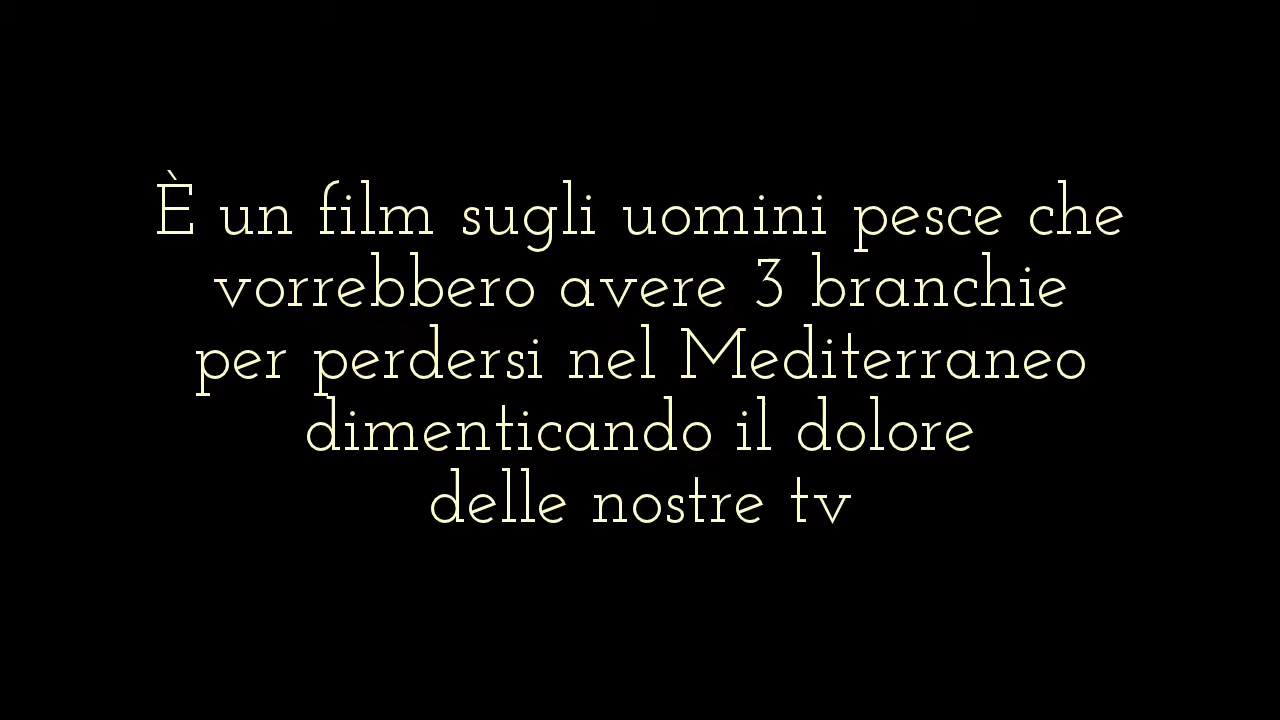 È un film sugli uomini pesce che
vorrebbero avere 3 branchie
per perdersi nel Mediterraneo
dimenticando il dolore
delle nostre tv